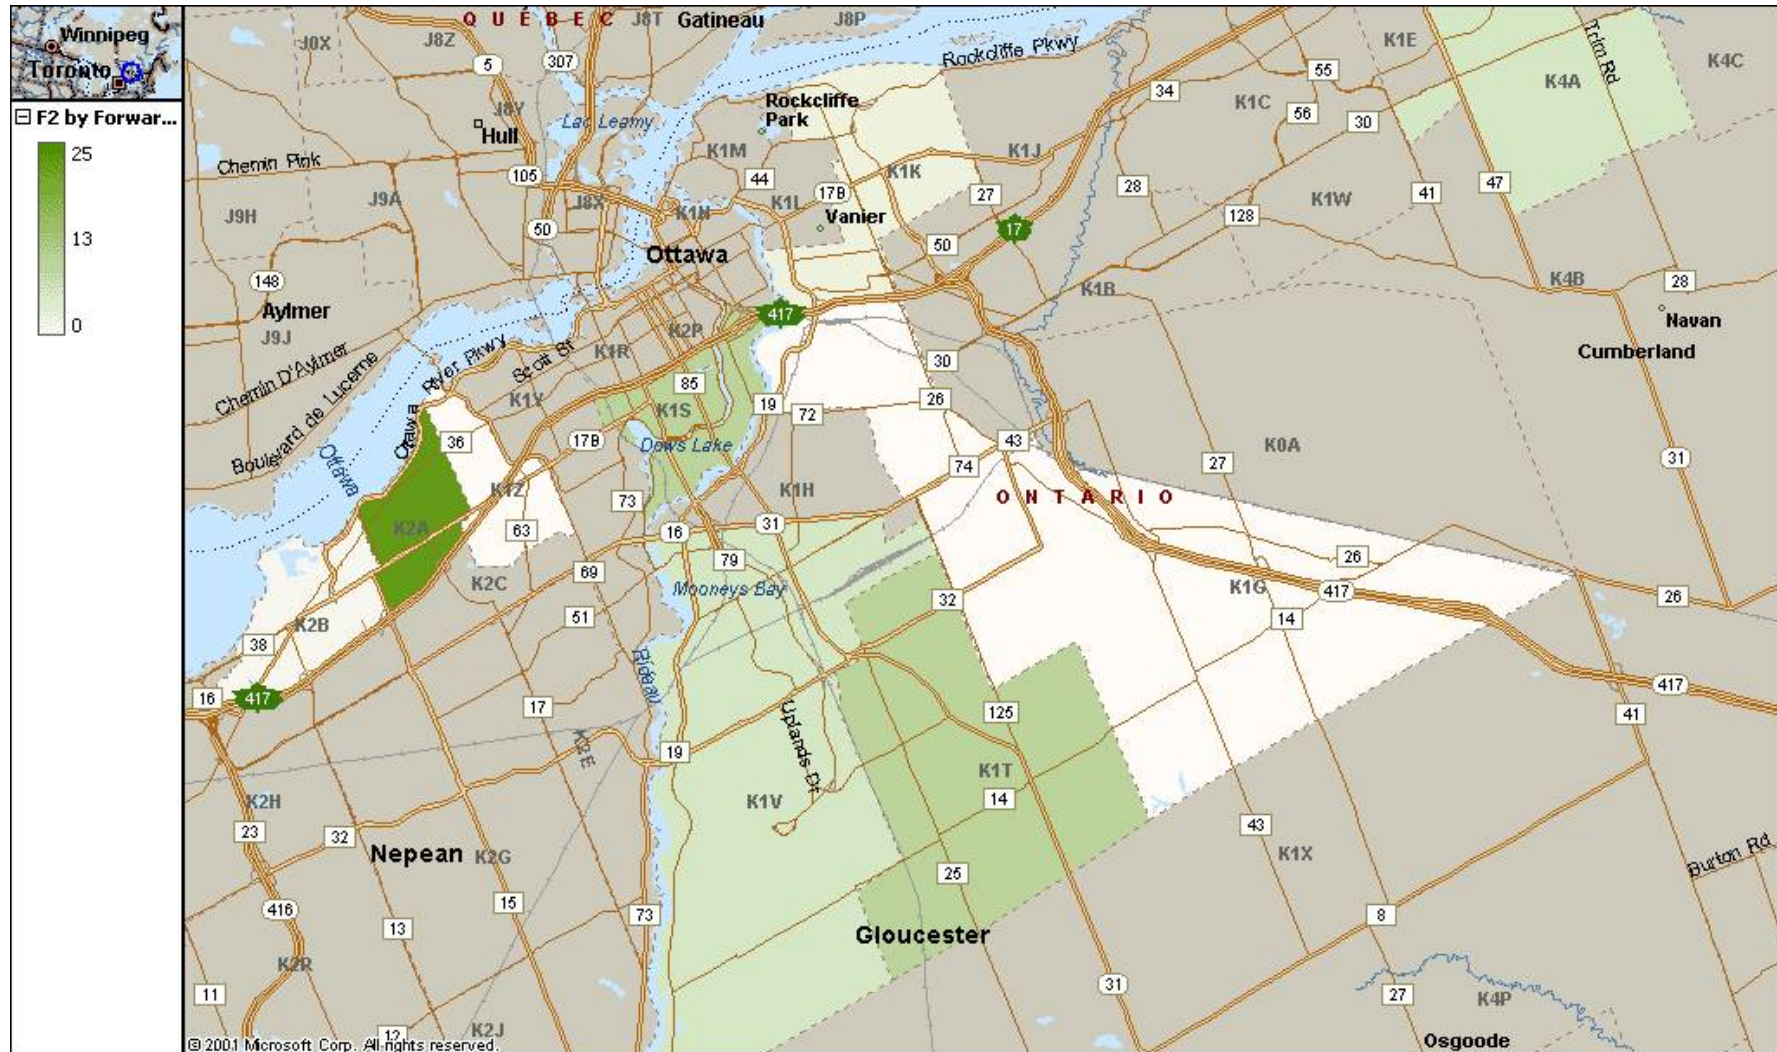 Winnipeg
Toronto
F2 by Forwar...
25
13
0
QUÉBEC
J8T
Gatineau
J8P
J0X
J8Z
5
307
Rockcliffe Pkwy
K1E
55
Trim Rd
K4C
J8Y
Hull
Lac Leamy
Rockcliffe
Park
34
K1C
56
30
K4A
Chemin Pink
105
K1M
44
17B
K1K
K1J
27
28
41
47
J9H
J9A
J8X
K1N
K1L
Vanier
K1W
128
50
Ottawa
50
17
148
Aylmer
J9J
417
K1B
K4B
28
Navan
Cumberland
K2P
K1R
Scott St
Ottawa River Pkwy
Chemin D'Aylmer
Boulevard de Lucerne
30
85
K1Y
K1S
19
72
26
36
17B
Dows Lake
43
74
27
K0A
31
Ottawa
K1Z
73
K1H
ONTARIO
K2A
63
16
31
79
26
K2C
69
Mooneys Bay
32
K1G
417
14
26
51
K2B
38
Rideau
16
417
17
125
417
41
K2E
19
Uplands Dr
K1T
14
K1V
K2H
23
32
Nepean
K2G
43
K1X
Burton Rd
25
15
416
13
73
Gloucester
8
K2R
11
31
27
K4P
K2J
12
Osgoode
© 2001 Microsoft Corp. All rights reserved.